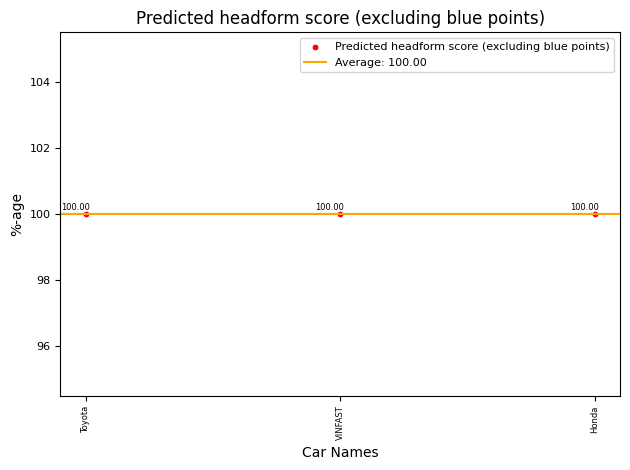 Predicted headform score (excluding blue points)
Predicted headform score (excluding blue points)
Average: 100.00
%-age
104
102
100
98
96
100.00
100.00
100.00
Toyota
VINFAST
Honda
Car Names